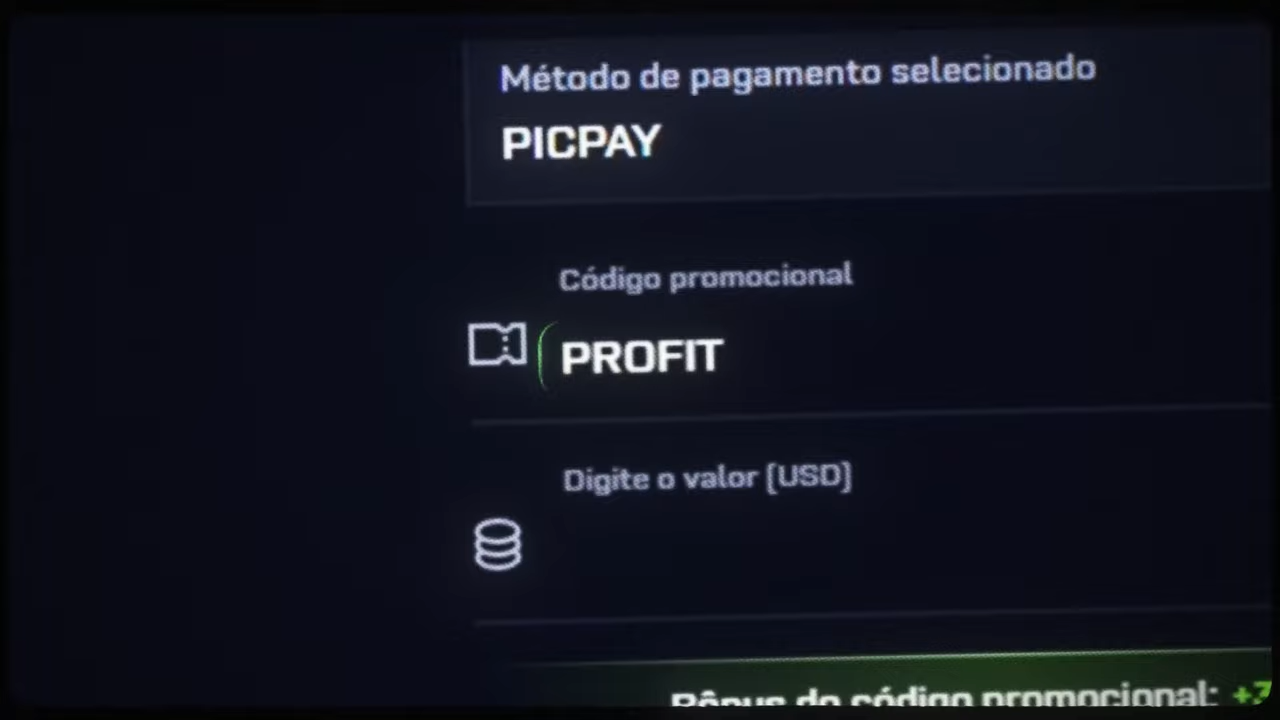 Método de pagamento selecionado
PICPAY
Código promocional
PROFIT
Digite o valor (USD)
Bônus do código promocional: